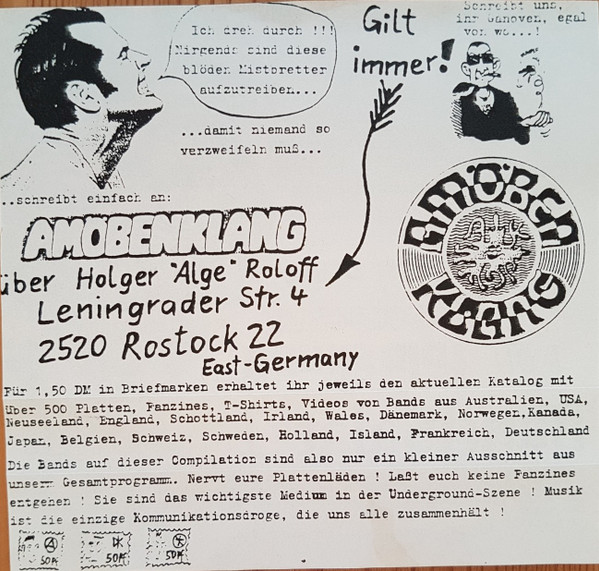 Ich dreh durch !!!
Nirgends sind diese
blöden Mistoretter
aufzutreiben...
...damit niemand so
verzweifeln muß...
Gilt
immer!
Schreibt uns,
ihr Ganoven, egal
von wo...!
..schreibt einfach an:
AMÖBENKLANG
über Holger "Alge" Roloff
Leningrader Str. 4
2520 Rostock 22
East-Germany
AMÖBEN
KLANG
Für 1,50 DM in Briefmarken erhaltet ihr jeweils den aktuellen Katalog mit
über 500 Platten, Fanzines, T-Shirts, Videos von Bands aus Australien, USA,
Neuseeland, England, Schottland, Irland, Wales, Dänemark, Norwegen,Kanada,
Japan, Belgien, Schweiz, Schweden, Holland, Island, Frankreich, Deutschland
Die Bands auf dieser Compilation sind also nur ein kleiner Ausschnitt aus
unserm Gesamtprogramm. Nervt eure Plattenläden ! Laßt euch keine Fanzines
entgehen ! Sie sind das wichtigste Medium in der Underground-Szene ! Musik
ist die einzige Kommunikationsdroge, die uns alle zusammenhält !
50Pf 50Pf 50Pf